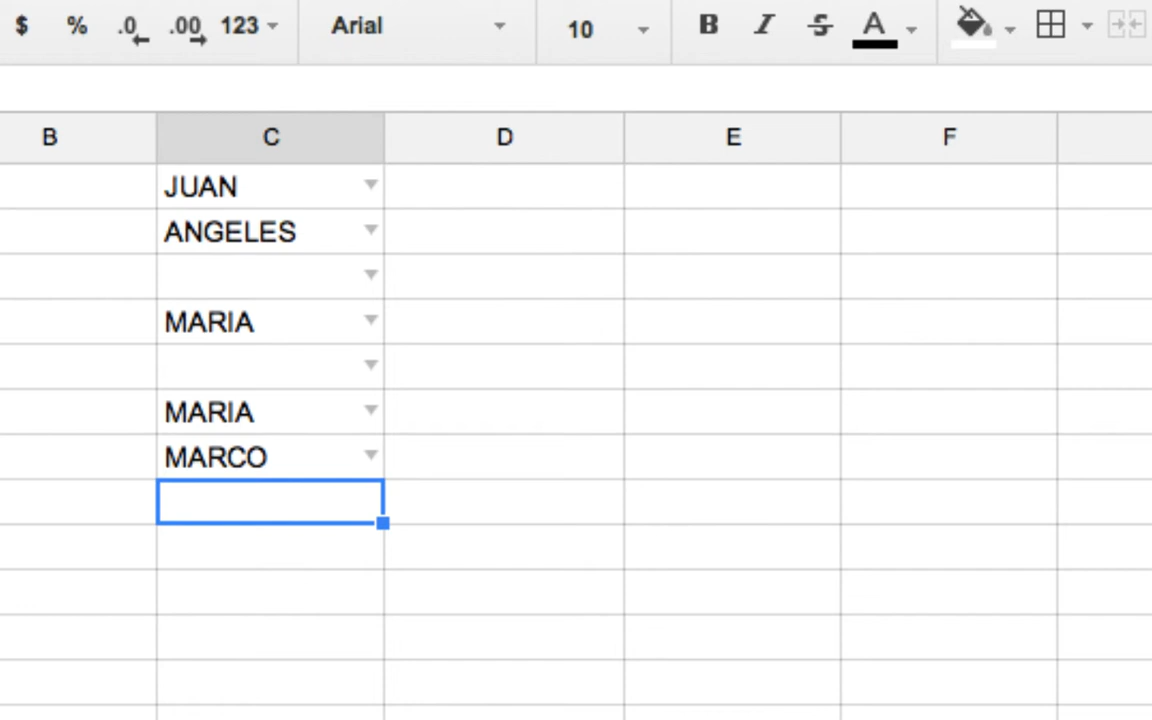 $ % .0 .00 123 Arial 10 B I S A
B C D E F
JUAN
ANGELES
MARIA
MARIA
MARCO